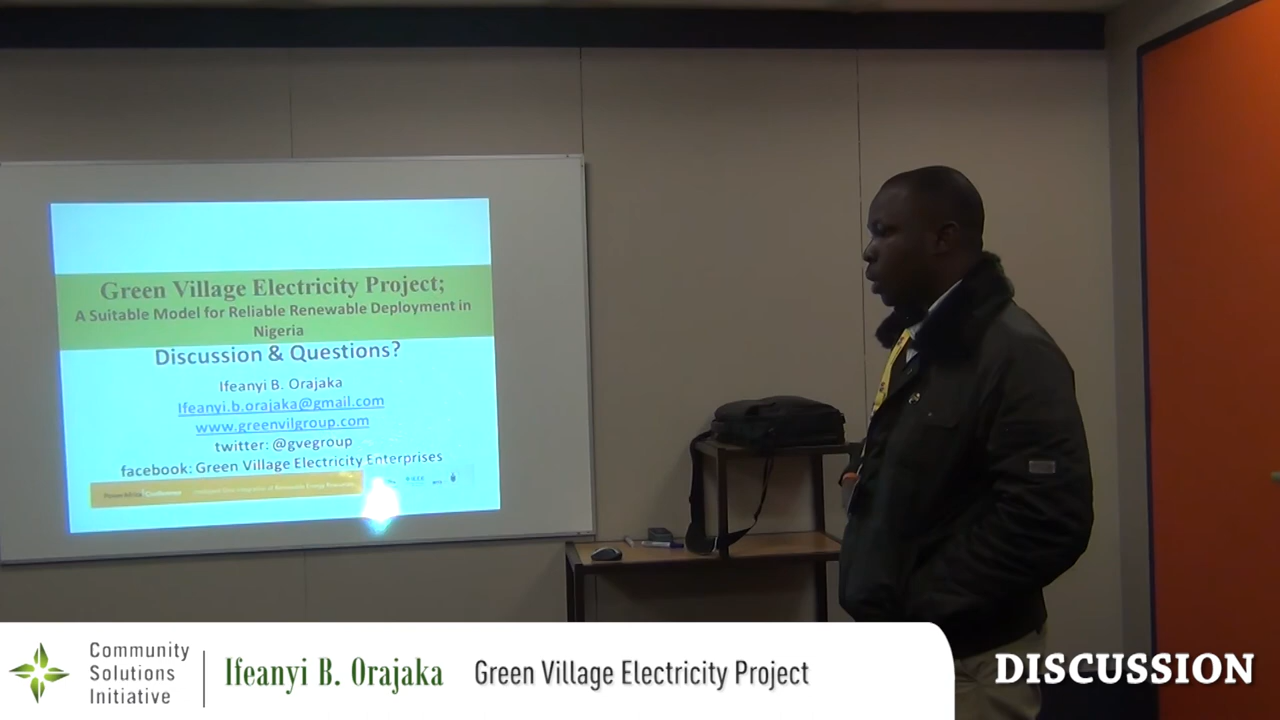 Green Village Electricity Project;
A Suitable Model for Reliable Renewable Deployment in
Nigeria
Discussion & Questions?
Ifeanyi B. Orajaka
Ifeanyi.b.orajaka@gmail.com
www.greenvilgroup.com
twitter: @gvegroup
facebook: Green Village Electricity Enterprises
Conference
Community
Solutions
Initiative
Ifeanyi B. Orajaka
Green Village Electricity Project
DISCUSSION